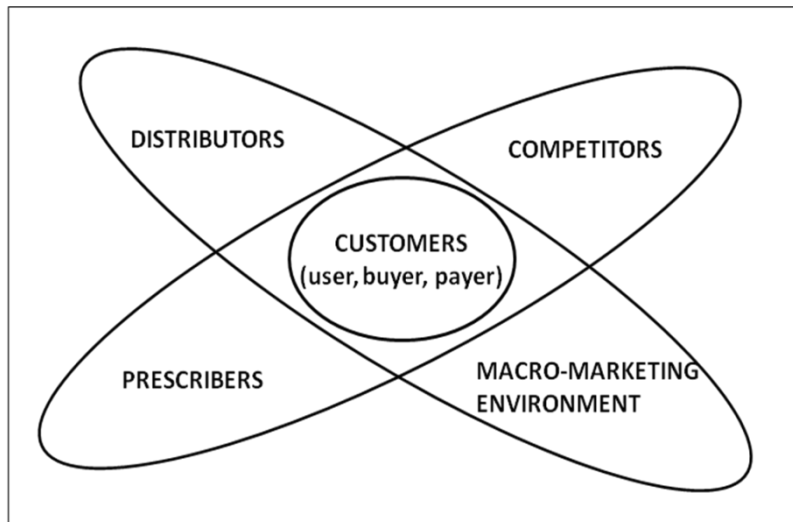 DISTRIBUTORS
COMPETITORS
CUSTOMERS
(user, buyer, payer)
PRESCRIBERS
MACRO-MARKETING
ENVIRONMENT